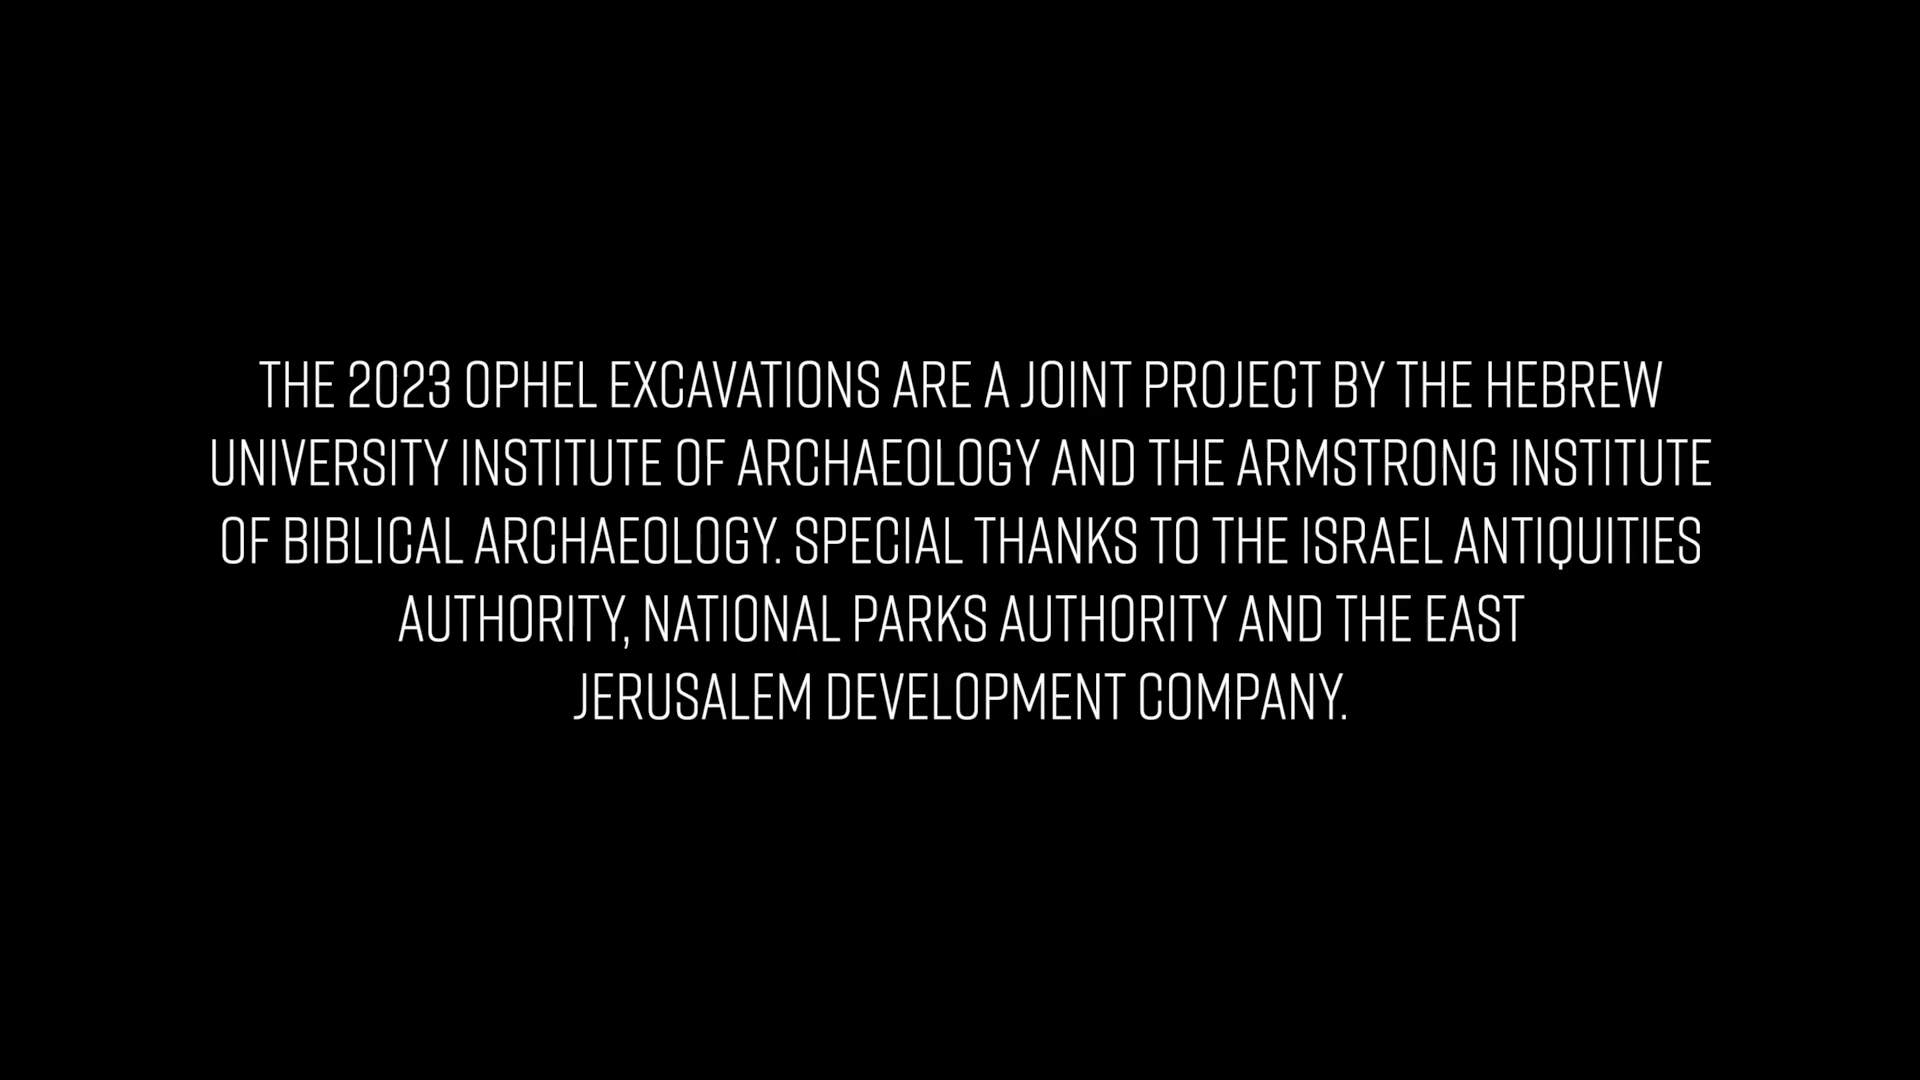 THE 2023 OPHEL EXCAVATIONS ARE A JOINT PROJECT BY THE HEBREW
UNIVERSITY INSTITUTE OF ARCHAEOLOGY AND THE ARMSTRONG INSTITUTE
OF BIBLICAL ARCHAEOLOGY. SPECIAL THANKS TO THE ISRAEL ANTIQUITIES
AUTHORITY, NATIONAL PARKS AUTHORITY AND THE EAST
JERUSALEM DEVELOPMENT COMPANY.